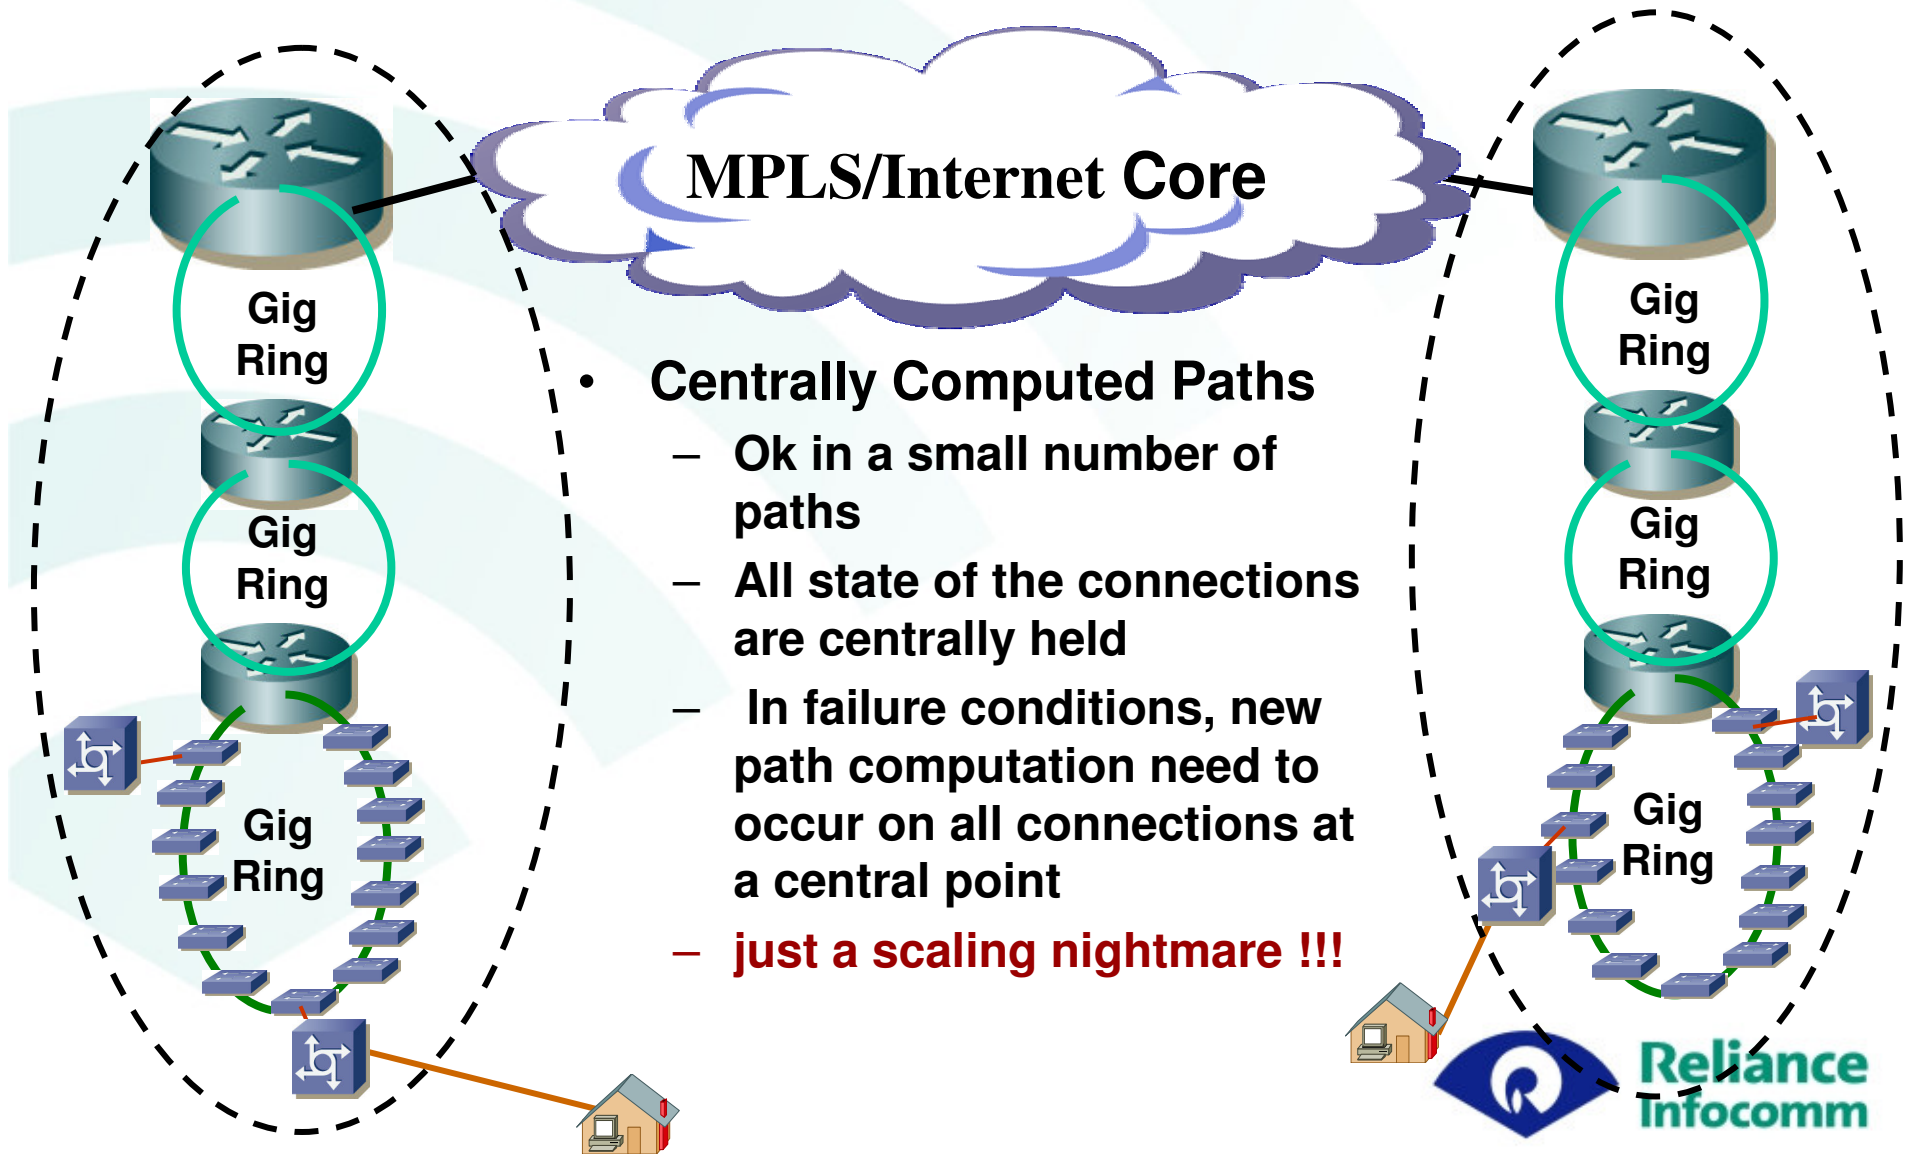 MPLS/Internet Core
Gig
Ring
Gig
Ring
Gig
Ring
• Centrally Computed Paths
– Ok in a small number of
paths
– All state of the connections
are centrally held
– In failure conditions, new
path computation need to
occur on all connections at
a central point
– just a scaling nightmare !!!
Gig
Ring
Gig
Ring
Gig
Ring
Reliance
Infocomm